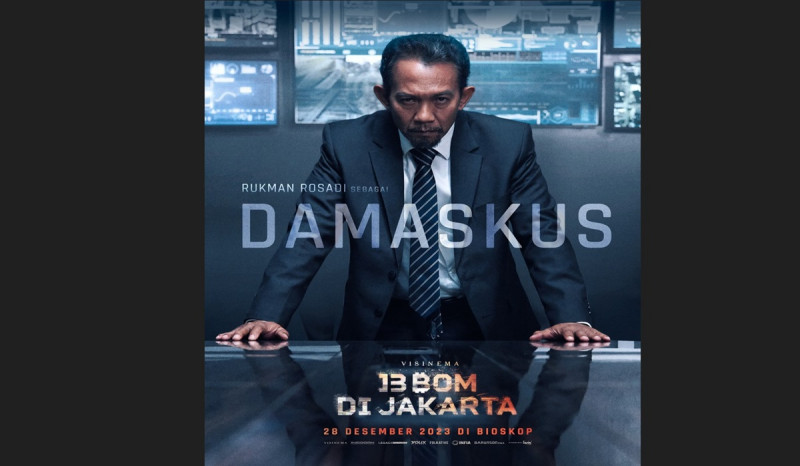 RUKMAN ROSADI SEBAGAI
DAMASKUS
VISINEMA
13 BOM
DI JAKARTA
28 DESEMBER 2023 DI BIOSKOP